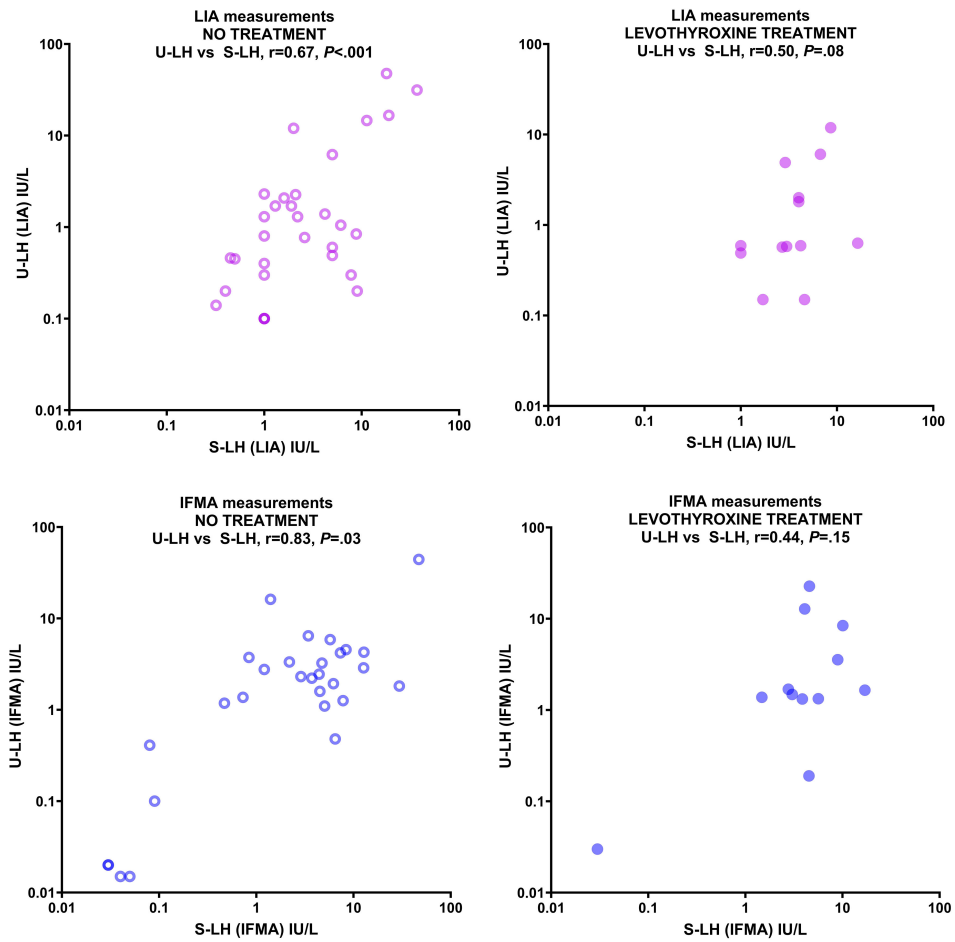 LIA measurements
NO TREATMENT
U-LH vs S-LH, r=0.67, P<.001
100
10
1
0.1
0.01
U-LH (LIA) IU/L
0.01
0.1
1
10
100
S-LH (LIA) IU/L
LIA measurements
LEVOTHYROXINE TREATMENT
U-LH vs S-LH, r=0.50, P=.08
100
10
1
0.1
0.01
U-LH (LIA) IU/L
0.01
0.1
1
10
100
S-LH (LIA) IU/L
IFMA measurements
NO TREATMENT
U-LH vs S-LH, r=0.83, P=.03
100
10
1
0.1
0.01
U-LH (IFMA) IU/L
0.01
0.1
1
10
100
S-LH (IFMA) IU/L
IFMA measurements
LEVOTHYROXINE TREATMENT
U-LH vs S-LH, r=0.44, P=.15
100
10
1
0.1
0.01
U-LH (IFMA) IU/L
0.01
0.1
1
10
100
S-LH (IFMA) IU/L